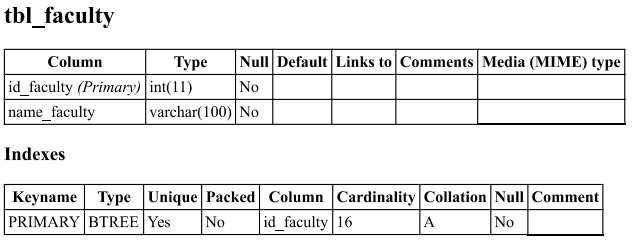 tbl_faculty
Column Type Null Default Links to Comments Media (MIME) type
id_faculty (Primary) int(11) No
name_faculty varchar(100) No
Indexes
Keyname Type Unique Packed Column Cardinality Collation Null Comment
PRIMARY BTREE Yes No id_faculty 16 A No